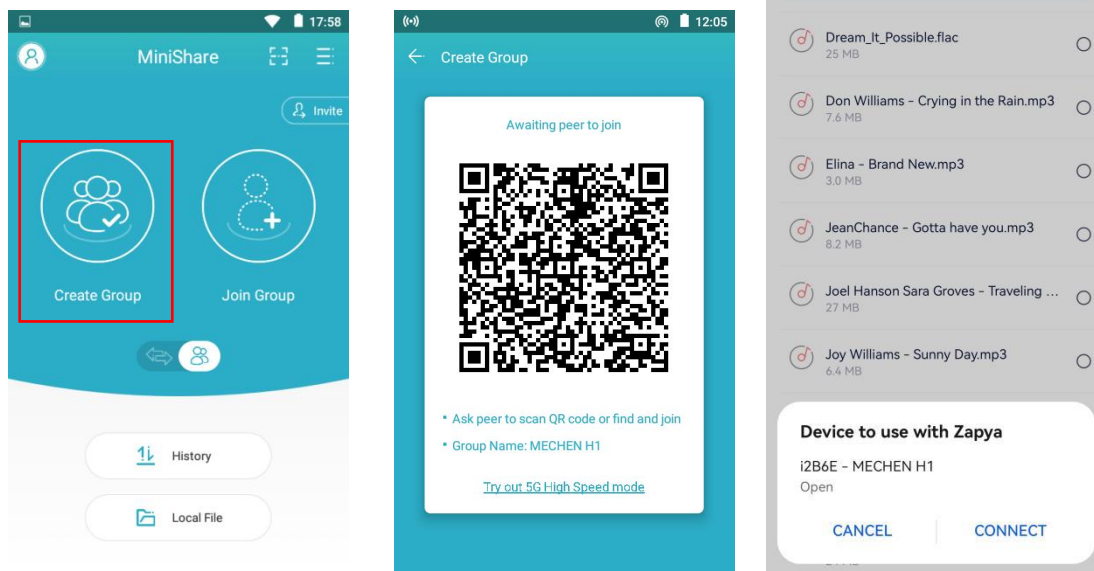 17:58
MiniShare
Invite
Create Group
Join Group
History
Local File
12:05
Create Group
Awaiting peer to join
• Ask peer to scan QR code or find and join
• Group Name: MECHEN H1
Try out 5G High Speed mode
Dream_It_Possible.flac
25 MB
Don Williams - Crying in the Rain.mp3
7.6 MB
Elina - Brand New.mp3
3.0 MB
JeanChance - Gotta have you.mp3
8.2 MB
Joel Hanson Sara Groves - Traveling ...
27 MB
Joy Williams - Sunny Day.mp3
6.4 MB
Device to use with Zapya
i2B6E - MECHEN H1
Open
CANCEL
CONNECT